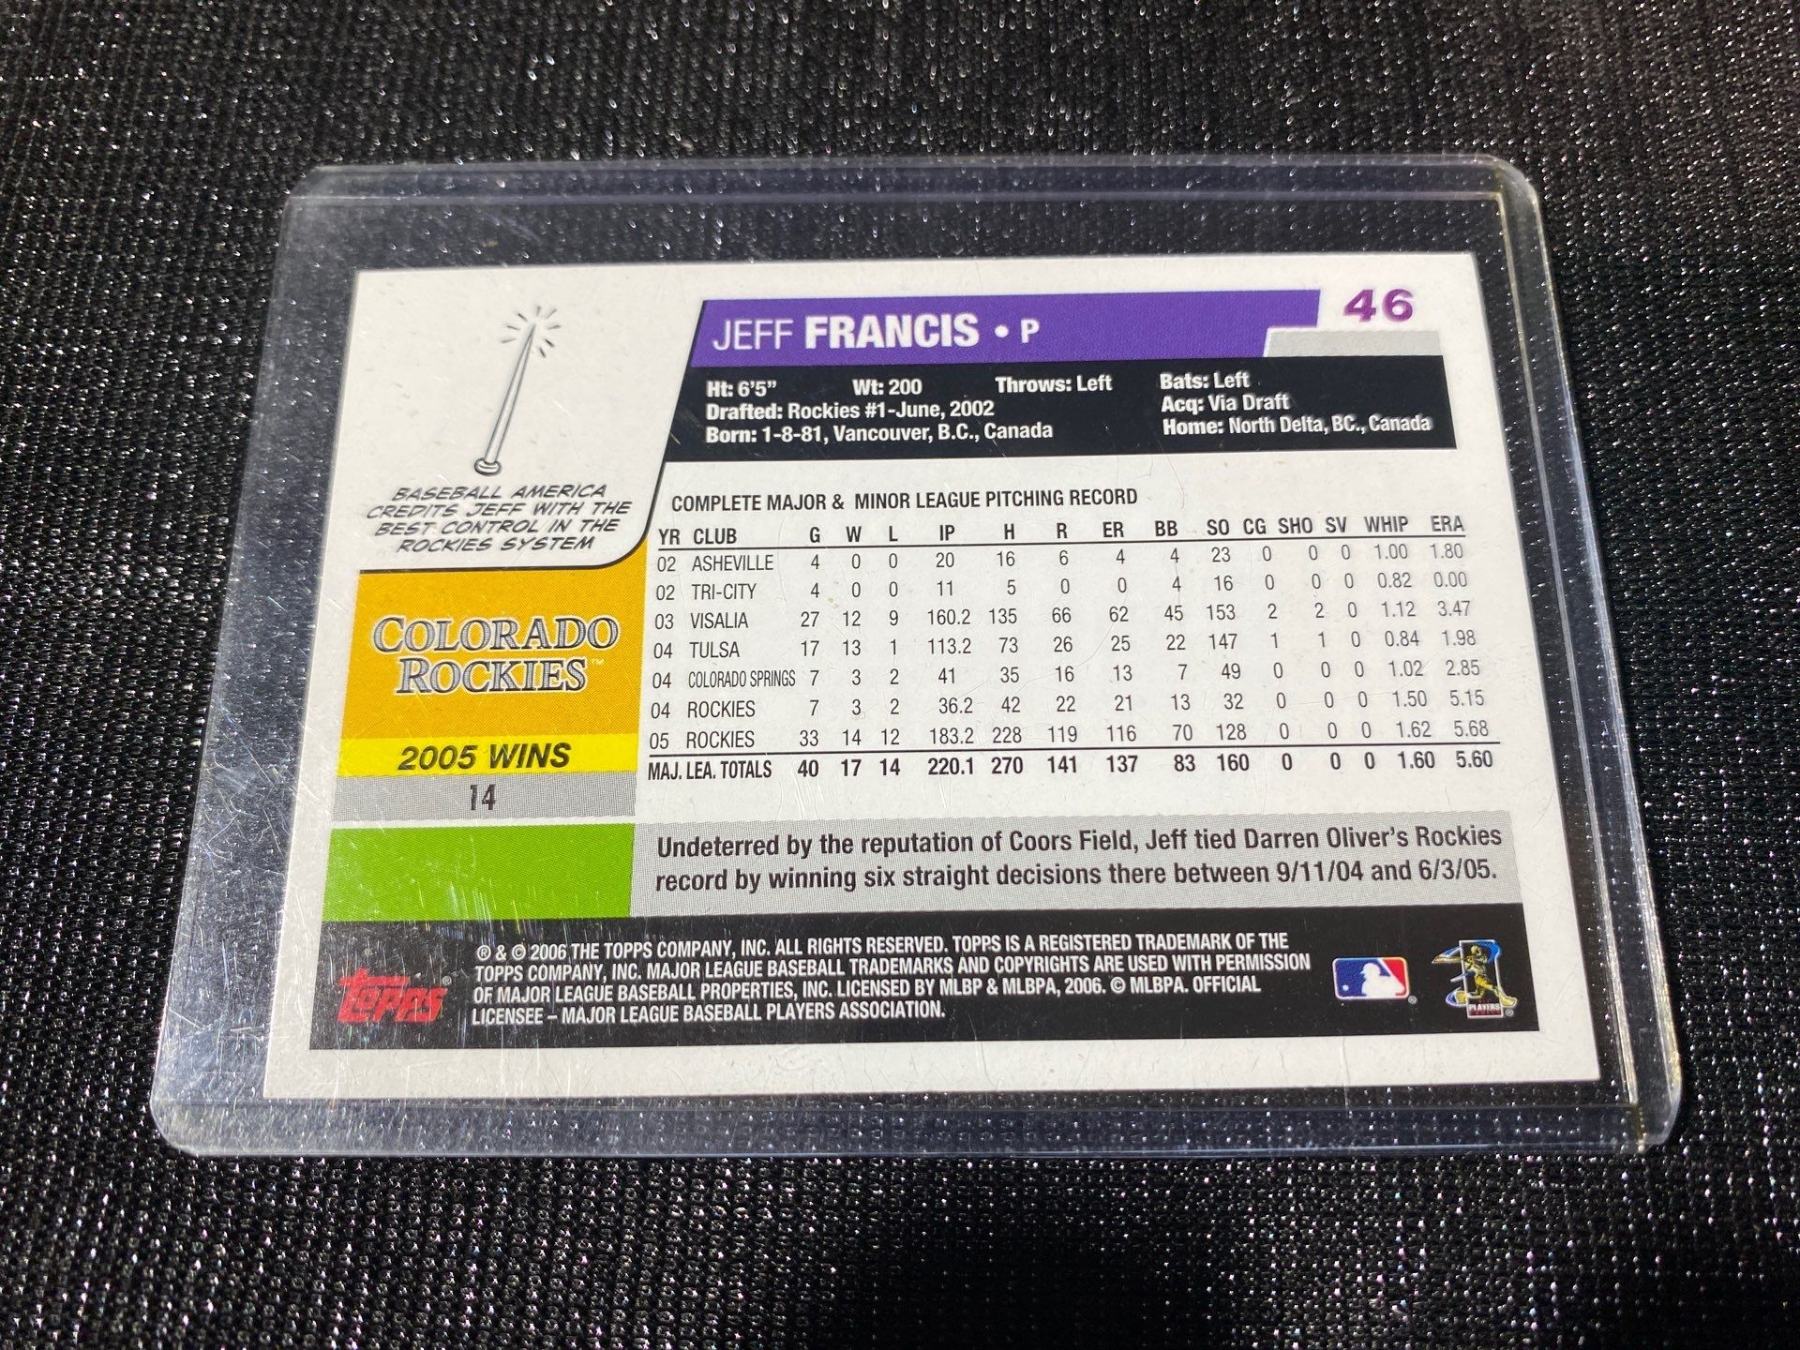 46
JEFF FRANCIS • P
Ht: 6'5" Wt: 200 Throws: Left Bats: Left
Drafted: Rockies #1-June, 2002 Acq: Via Draft
Born: 1-8-81, Vancouver, B.C., Canada Home: North Delta, BC., Canada
BASEBALL AMERICA
CREDITS JEFF WITH THE
BEST CONTROL IN THE
ROCKIES SYSTEM
COLORADO
ROCKIES™
2005 WINS
14
COMPLETE MAJOR & MINOR LEAGUE PITCHING RECORD
YR CLUB G W L IP H R ER BB SO CG SHO SV WHIP ERA
02 ASHEVILLE 4 0 0 20 16 6 4 4 23 0 0 0 1.00 1.80
02 TRI-CITY 4 0 0 11 5 0 0 4 16 0 0 0 0.82 0.00
03 VISALIA 27 12 9 160.2 135 66 62 45 153 2 2 0 1.12 3.47
04 TULSA 17 13 1 113.2 73 26 25 22 147 1 1 0 0.84 1.98
04 COLORADO SPRINGS 7 3 2 41 35 16 13 7 49 0 0 0 1.02 2.85
04 ROCKIES 7 3 2 36.2 42 22 21 13 32 0 0 0 1.50 5.15
05 ROCKIES 33 14 12 183.2 228 119 116 70 128 0 0 0 1.62 5.68
MAJ. LEA. TOTALS 40 17 14 220.1 270 141 137 83 160 0 0 0 1.60 5.60
Undeterred by the reputation of Coors Field, Jeff tied Darren Oliver's Rockies
record by winning six straight decisions there between 9/11/04 and 6/3/05.
TOPPS®
® & © 2006 THE TOPPS COMPANY, INC. ALL RIGHTS RESERVED. TOPPS IS A REGISTERED TRADEMARK OF THE
TOPPS COMPANY, INC. MAJOR LEAGUE BASEBALL TRADEMARKS AND COPYRIGHTS ARE USED WITH PERMISSION
OF MAJOR LEAGUE BASEBALL PROPERTIES, INC. LICENSED BY MLBP & MLBPA, 2006. © MLBPA. OFFICIAL
LICENSEE – MAJOR LEAGUE BASEBALL PLAYERS ASSOCIATION.
PLAYERS